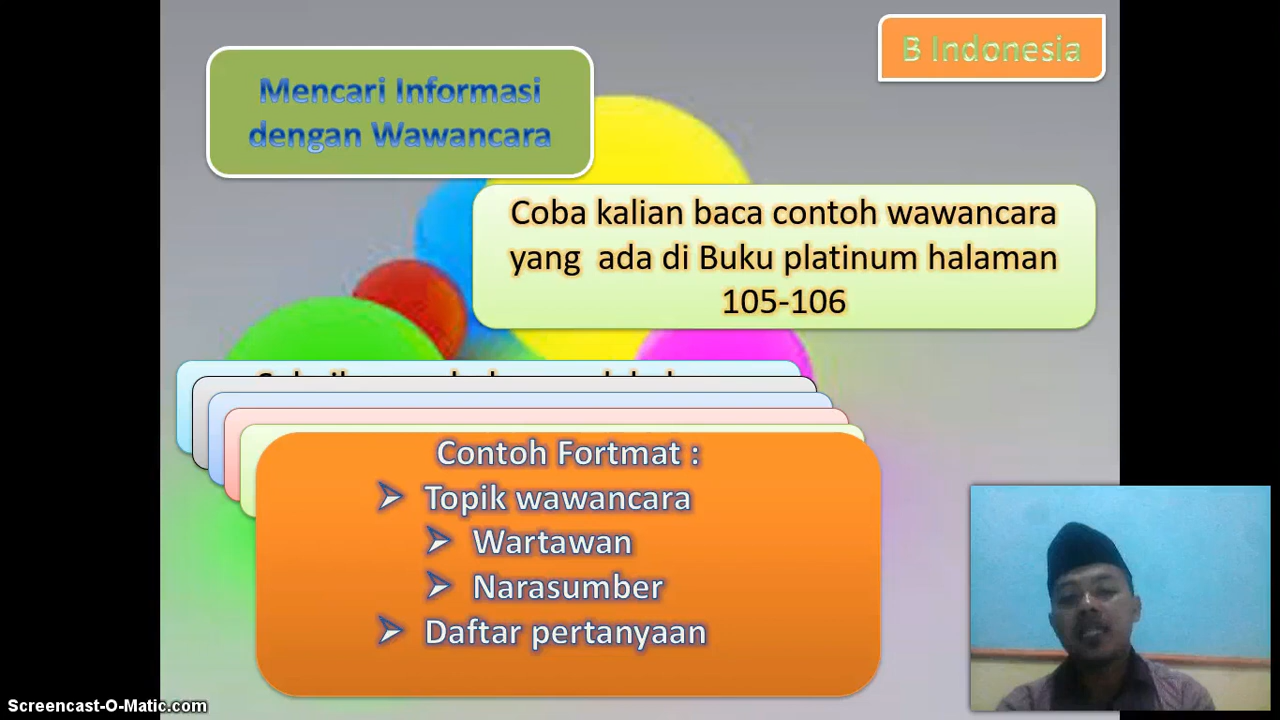 B Indonesia
Mencari Informasi
dengan Wawancara
Coba kalian baca contoh wawancara
yang ada di Buku platinum halaman
105-106
Contoh Fortmat :
Topik wawancara
Wartawan
Narasumber
Daftar pertanyaan
Screencast-O-Matic.com